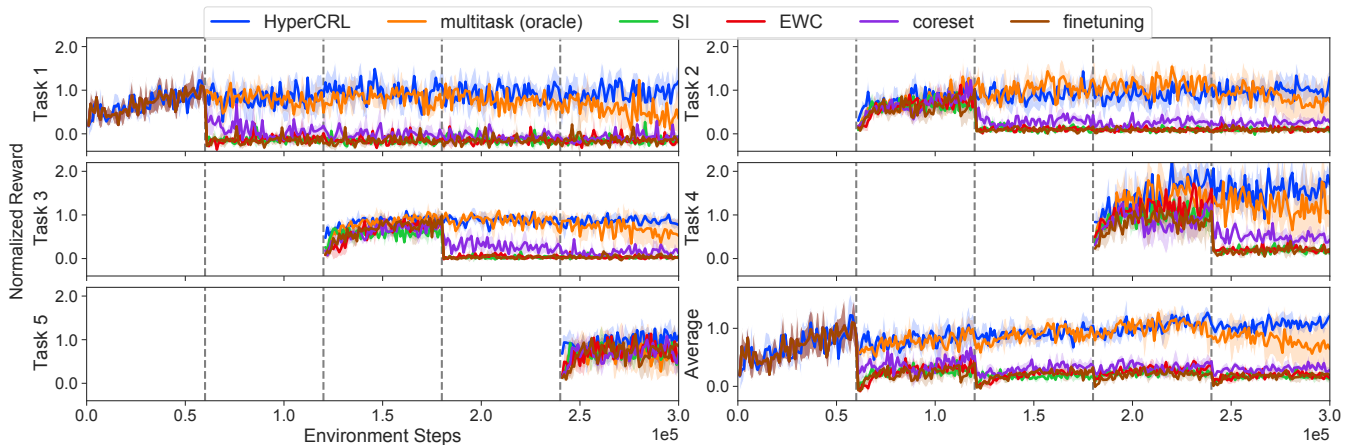 HyperCRL multitask (oracle) SI EWC coreset finetuning
Normalized Reward
Task 1
2.0
1.0
0.0
Task 2
2.0
1.0
0.0
Task 3
2.0
1.0
0.0
Task 4
2.0
1.0
0.0
Task 5
2.0
1.0
0.0
0.0 0.5 1.0 1.5 2.0 2.5 3.0
1e5
Environment Steps
Average
1.0
0.0
0.0 0.5 1.0 1.5 2.0 2.5 3.0
1e5